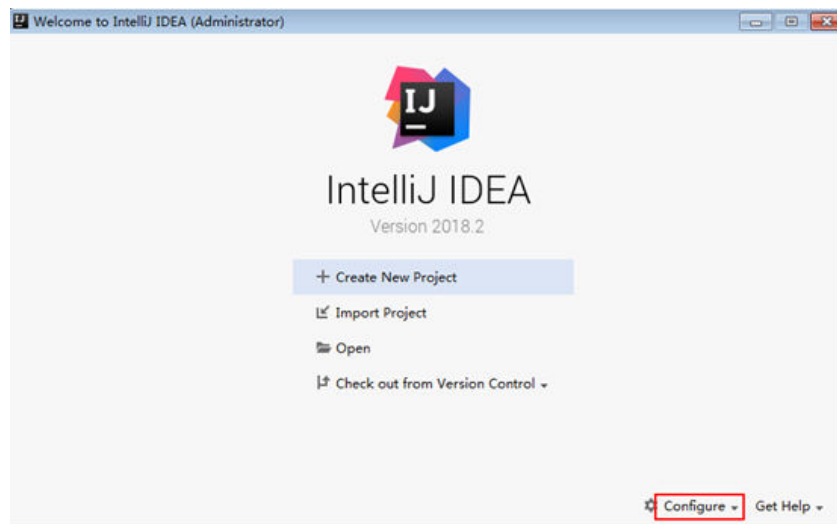 Welcome to IntelliJ IDEA (Administrator)
IJ
IntelliJ IDEA
Version 2018.2
Create New Project
Import Project
Open
Check out from Version Control
Configure Get Help